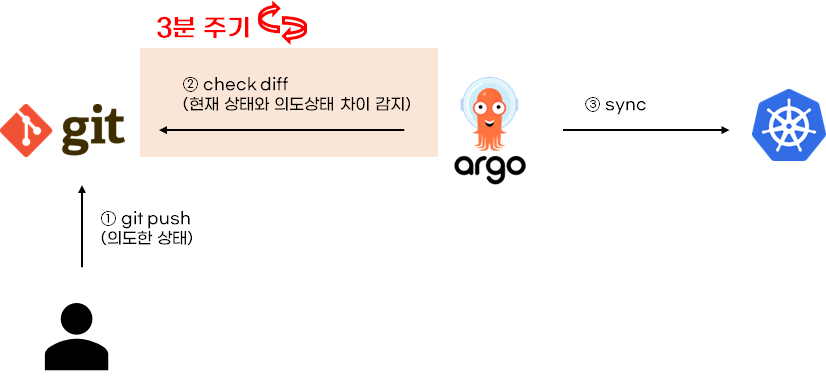 3분 주기
② check diff
(현재 상태와 의도상태 차이 감지)
③ sync
git
argo
① git push
(의도한 상태)